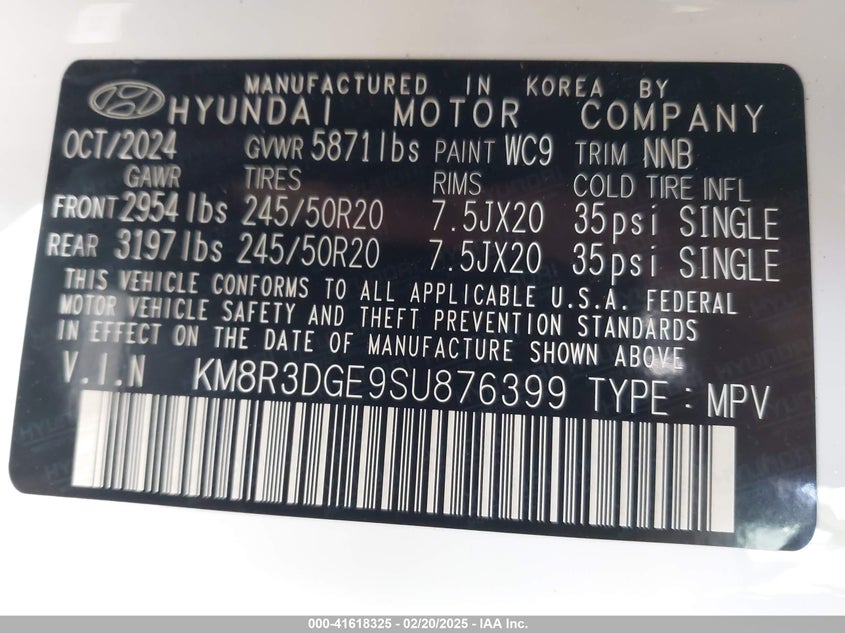 MANUFACTURED IN KOREA BY
HYUNDAI MOTOR COMPANY
OCT/2024 GVWR 5871lbs PAINT WC9 TRIM NNB
GAWR TIRES RIMS COLD TIRE INFL
FRONT 2954lbs 245/50R20 7.5JX20 35psi SINGLE
REAR 3197lbs 245/50R20 7.5JX20 35psi SINGLE
THIS VEHICLE CONFORMS TO ALL APPLICABLE U.S.A. FEDERAL
MOTOR VEHICLE SAFETY AND THEFT PREVENTION STANDARDS
IN EFFECT ON THE DATE OF MANUFACTURE SHOWN ABOVE
V.I.N KM8R3DGE9SU876399 TYPE : MPV
000-41618325 - 02/20/2025 - IAA Inc.